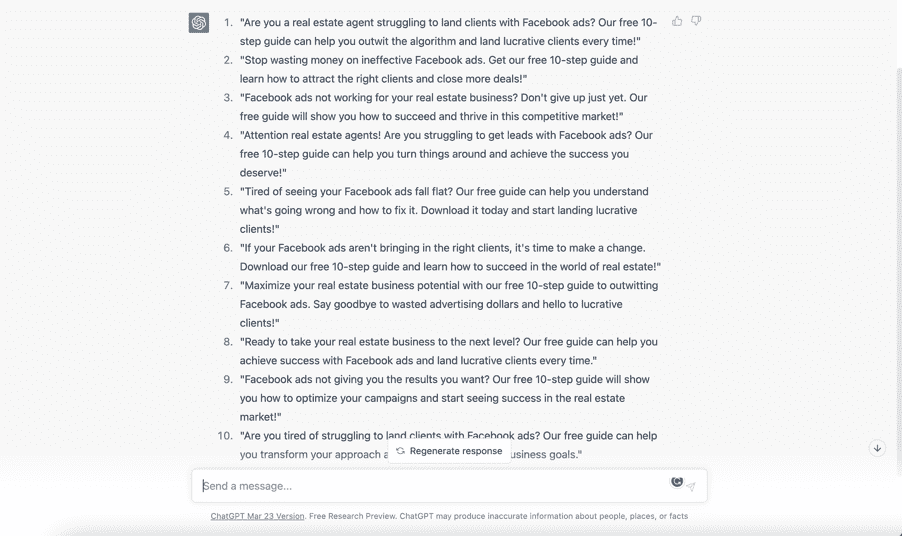 1. "Are you a real estate agent struggling to land clients with Facebook ads? Our free 10-
step guide can help you outwit the algorithm and land lucrative clients every time!"
2. "Stop wasting money on ineffective Facebook ads. Get our free 10-step guide and
learn how to attract the right clients and close more deals!"
3. "Facebook ads not working for your real estate business? Don't give up just yet. Our
free guide will show you how to succeed and thrive in this competitive market!"
4. "Attention real estate agents! Are you struggling to get leads with Facebook ads? Our
free 10-step guide can help you turn things around and achieve the success you
deserve!"
5. "Tired of seeing your Facebook ads fall flat? Our free guide can help you understand
what's going wrong and how to fix it. Download it today and start landing lucrative
clients!"
6. "If your Facebook ads aren't bringing in the right clients, it's time to make a change.
Download our free 10-step guide and learn how to succeed in the world of real estate!"
7. "Maximize your real estate business potential with our free 10-step guide to outwitting
Facebook ads. Say goodbye to wasted advertising dollars and hello to lucrative
clients!"
8. "Ready to take your real estate business to the next level? Our free guide can help you
achieve success with Facebook ads and land lucrative clients every time."
9. "Facebook ads not giving you the results you want? Our free 10-step guide will show
you how to optimize your campaigns and start seeing success in the real estate
market!"
10. "Are you tired of struggling to land clients with Facebook ads? Our free guide can help
you transform your approach business goals."
Regenerate response
Send a message...
ChatGPT Mar 23 Version. Free Research Preview. ChatGPT may produce inaccurate information about people, places, or facts